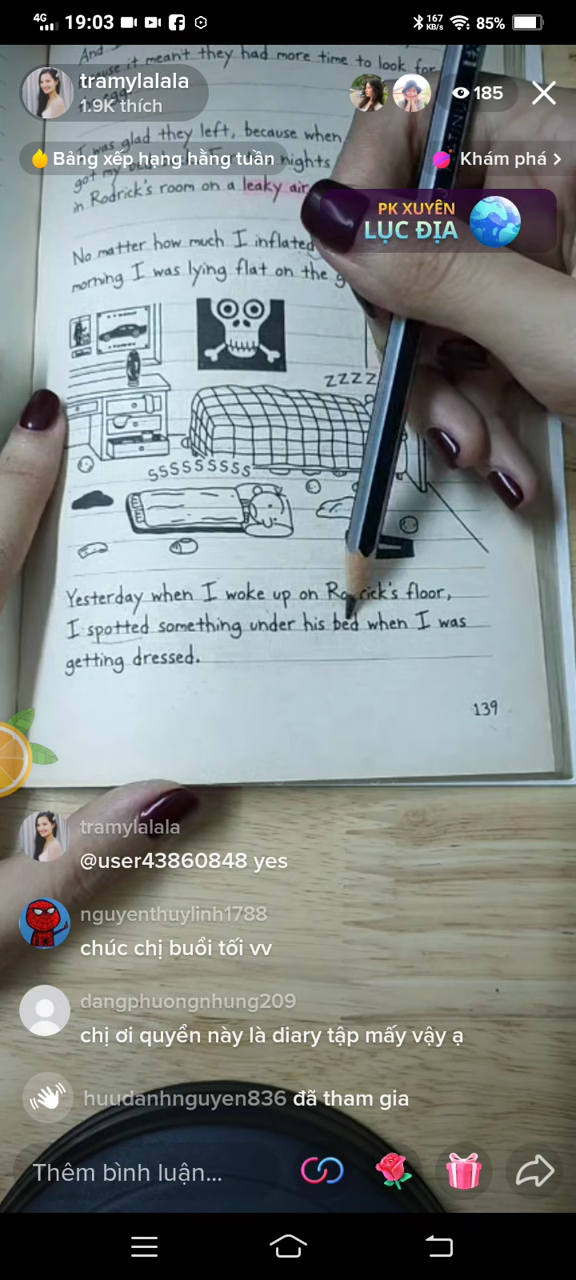 4G 19:03 167 KB/s 85%
And
it meant they had more time to look for
tramylalala
1.9K thích
185
was glad they left, because when
Bảng xếp hạng hằng tuần
Khám phá >
got my nights
in Rodrick's room on a leaky air
PK XUYÊN
LỤC ĐỊA
No matter how much I inflated
morning I was lying flat on the
ZZZZ
SSSSSSSSS
Yesterday when I woke up on Rodrick's floor,
I spotted something under his bed when I was
getting dressed.
139
tramylalala
@user43860848 yes
nguyenthuylinh1788
chúc chị buổi tối vv
dangphuongnhung209
chị ơi quyển này là diary tập mấy vậy ạ
huudanhnguyen836 đã tham gia
Thêm bình luận...